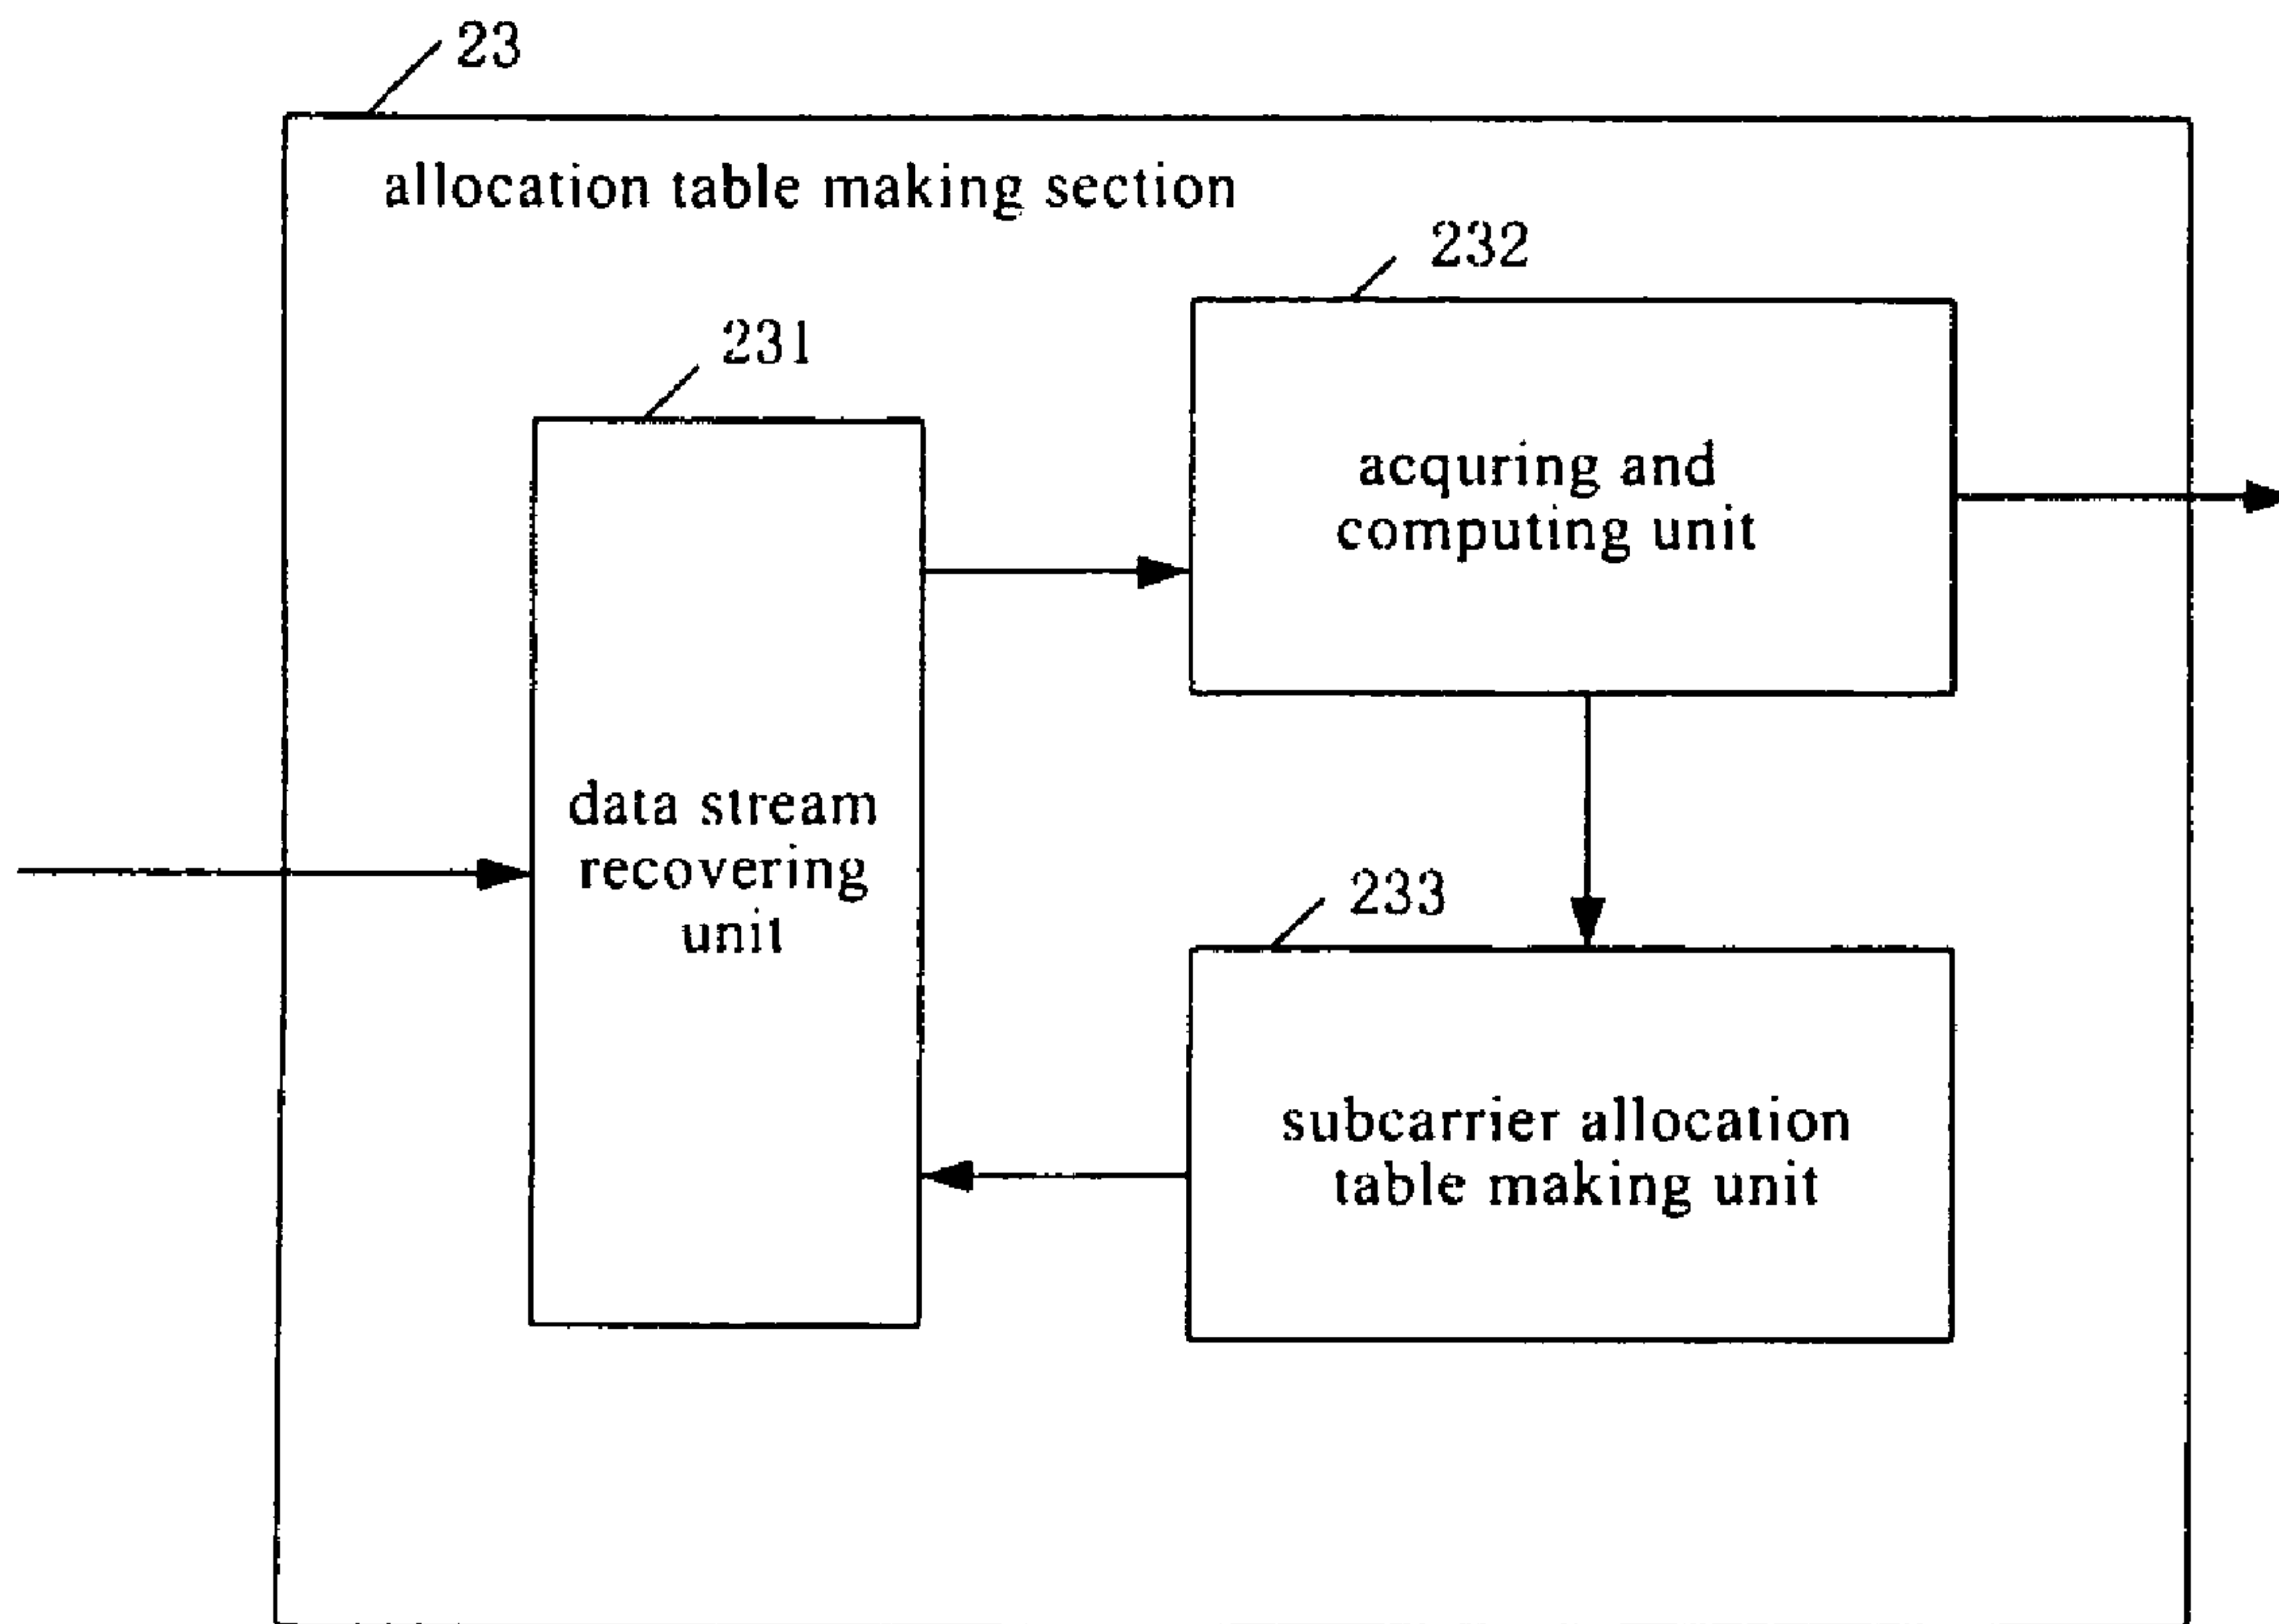 23
allocation table making section
232
231
acquring and
computing unit
data stream
recovering
unit
233
subcarrier allocation
table making unit